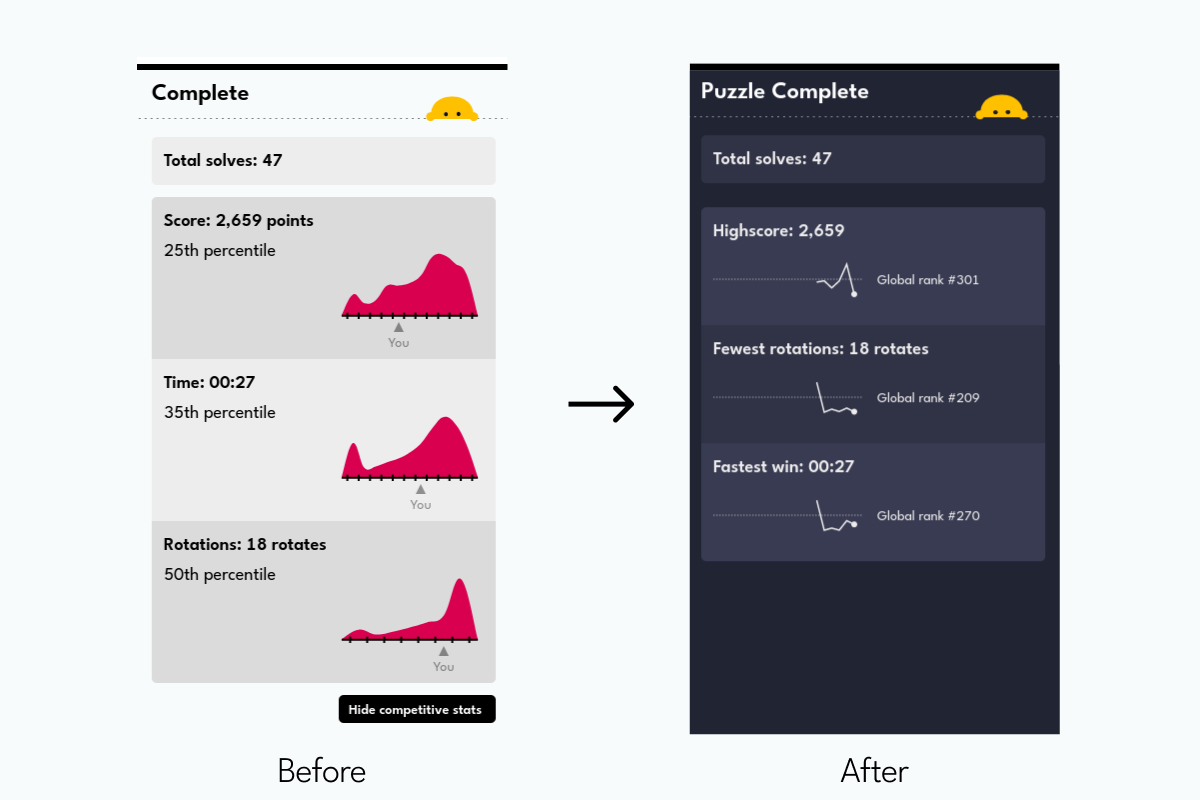 Complete
Total solves: 47
Score: 2,659 points
25th percentile
You
Time: 00:27
35th percentile
You
Rotations: 18 rotates
50th percentile
You
Hide competitive stats
Before
Puzzle Complete
Total solves: 47
Highscore: 2,659
Global rank #301
Fewest rotations: 18 rotates
Global rank #209
Fastest win: 00:27
Global rank #270
After